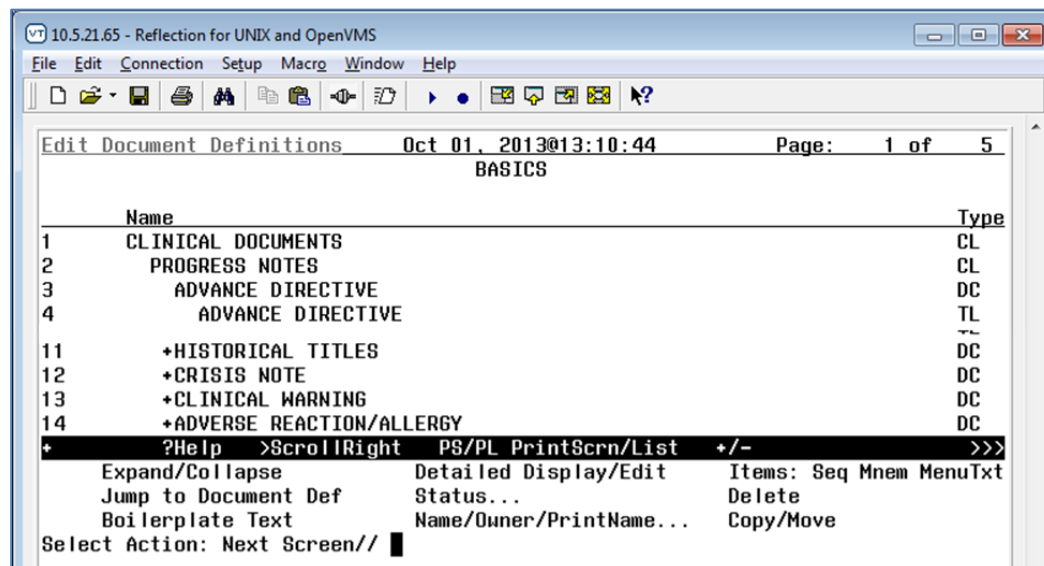 VT 10.5.21.65 - Reflection for UNIX and OpenVMS
File Edit Connection Setup Macro Window Help
Edit Document Definitions Oct 01, 2013@13:10:44 Page: 1 of 5
BASICS
Name Type
1 CLINICAL DOCUMENTS CL
2 PROGRESS NOTES CL
3 ADVANCE DIRECTIVE DC
4 ADVANCE DIRECTIVE TL
11 +HISTORICAL TITLES DC
12 +CRISIS NOTE DC
13 +CLINICAL WARNING DC
14 +ADVERSE REACTION/ALLERGY DC
+ ?Help >ScrollRight PS/PL PrintScrn/List +/- >>>
Expand/Collapse Detailed Display/Edit Items: Seq Mnem MenuTxt
Jump to Document Def Status... Delete
Boilerplate Text Name/Owner/PrintName... Copy/Move
Select Action: Next Screen//